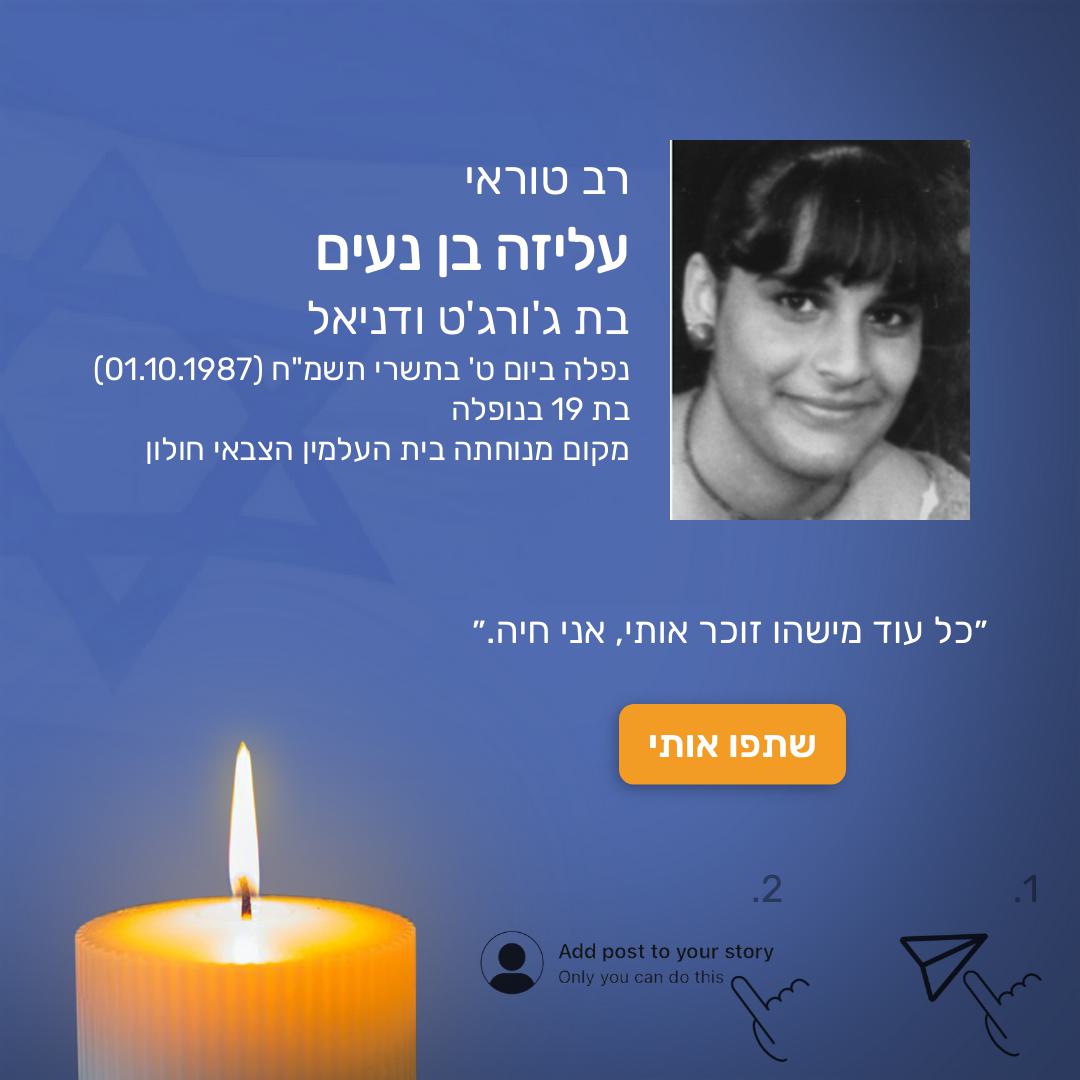 רב טוראי
עליזה בן נעים
בת ג'ורג'ט ודניאל
נפלה ביום ט' בתשרי תשמ"ח (01.10.1987)
בת 19 בנופלה
מקום מנוחתה בית העלמין הצבאי חולון
״כל עוד מישהו זוכר אותי, אני חיה.״
שתפו אותי
.1
.2
Add post to your story
Only you can do this